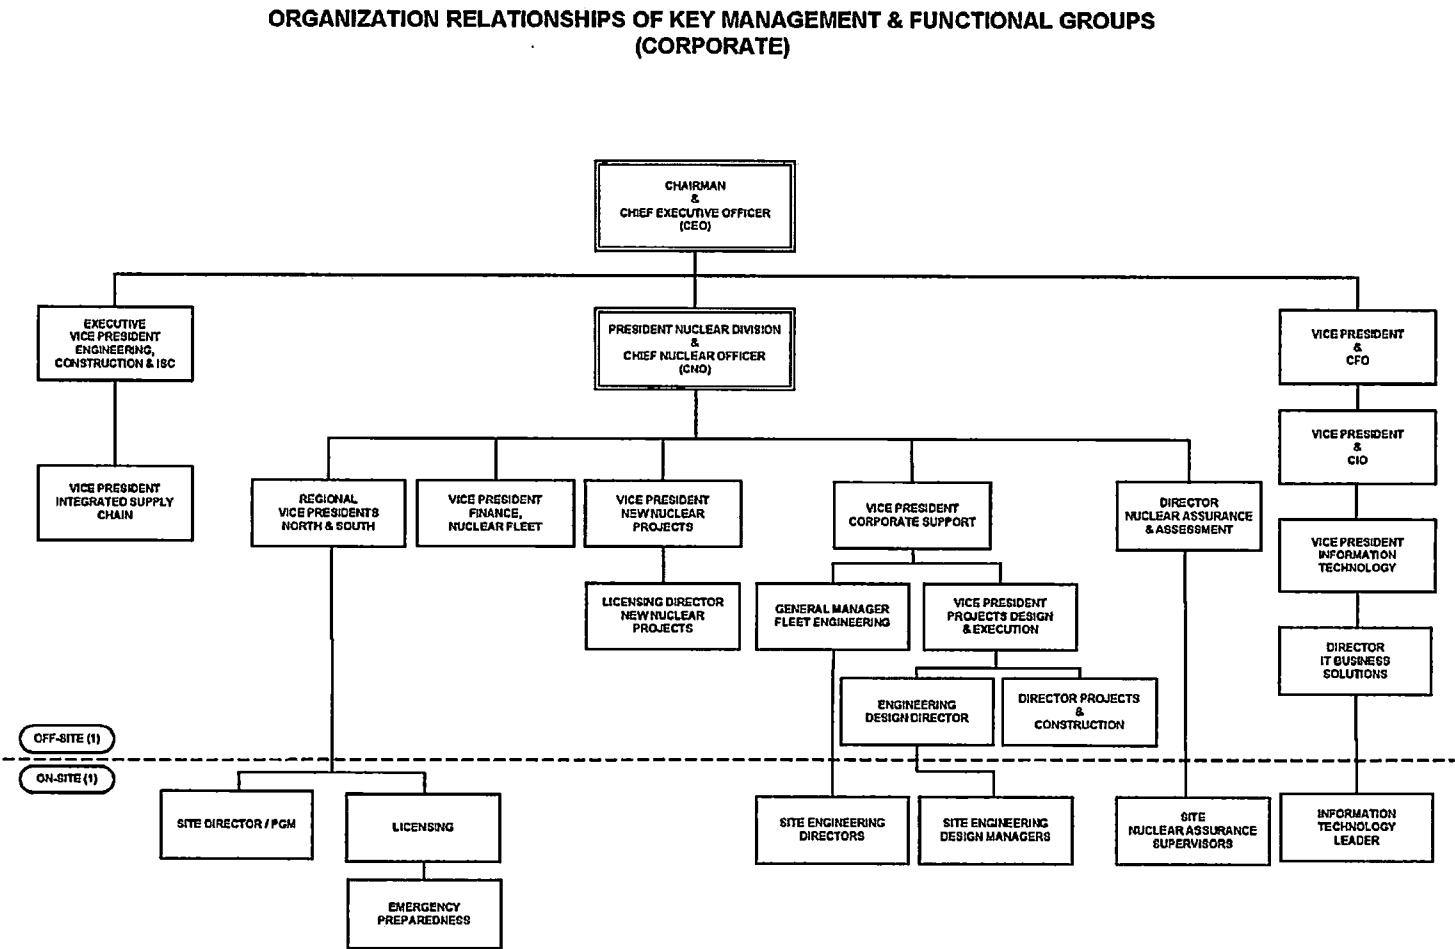 ORGANIZATION RELATIONSHIPS OF KEY MANAGEMENT & FUNCTIONAL GROUPS
(CORPORATE)
CHAIRMAN
&
CHIEF EXECUTIVE OFFICER
(CEO)
EXECUTIVE
VICE PRESIDENT
ENGINEERING,
CONSTRUCTION & ISC
PRESIDENT NUCLEAR DIVISION
&
CHIEF NUCLEAR OFFICER
(CNO)
VICE PRESIDENT
&
CFO
VICE PRESIDENT
&
CIO
VICE PRESIDENT
INTEGRATED SUPPLY
CHAIN
REGIONAL
VICE PRESIDENTS
NORTH & SOUTH
VICE PRESIDENT
FINANCE,
NUCLEAR FLEET
VICE PRESIDENT
NEW NUCLEAR
PROJECTS
VICE PRESIDENT
CORPORATE SUPPORT
DIRECTOR
NUCLEAR ASSURANCE
& ASSESSMENT
VICE PRESIDENT
INFORMATION
TECHNOLOGY
LICENSING DIRECTOR
NEW NUCLEAR
PROJECTS
GENERAL MANAGER
FLEET ENGINEERING
VICE PRESIDENT
PROJECTS DESIGN
& EXECUTION
DIRECTOR
IT BUSINESS
SOLUTIONS
ENGINEERING
DESIGN DIRECTOR
DIRECTOR PROJECTS
&
CONSTRUCTION
OFF-SITE (1)
ON-SITE (1)
SITE DIRECTOR / PGM
LICENSING
SITE ENGINEERING
DIRECTORS
SITE ENGINEERING
DESIGN MANAGERS
SITE
NUCLEAR ASSURANCE
SUPERVISORS
INFORMATION
TECHNOLOGY
LEADER
EMERGENCY
PREPAREDNESS